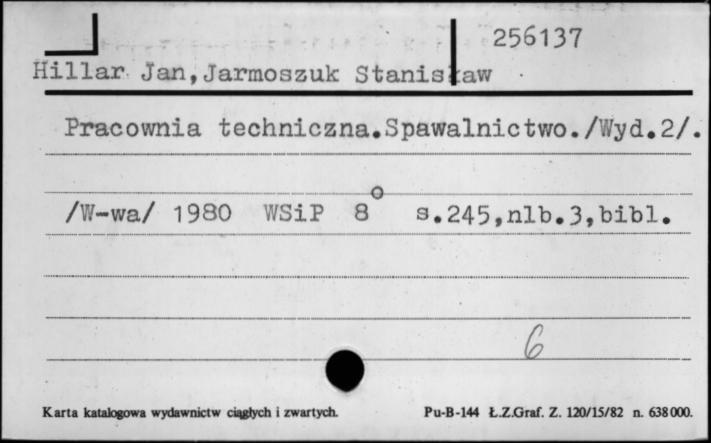 256137
Hillar Jan,Jarmoszuk Stanisław
Pracownia techniczna.Spawalnictwo./Wyd.2/.
/W-wa/ 1980 WSiP 8° s.245,nlb.3,bibl.
6
Karta katalogowa wydawnictw ciągłych i zwartych. Pu-B-144 Ł.Z.Graf. Z. 120/15/82 n. 638000.